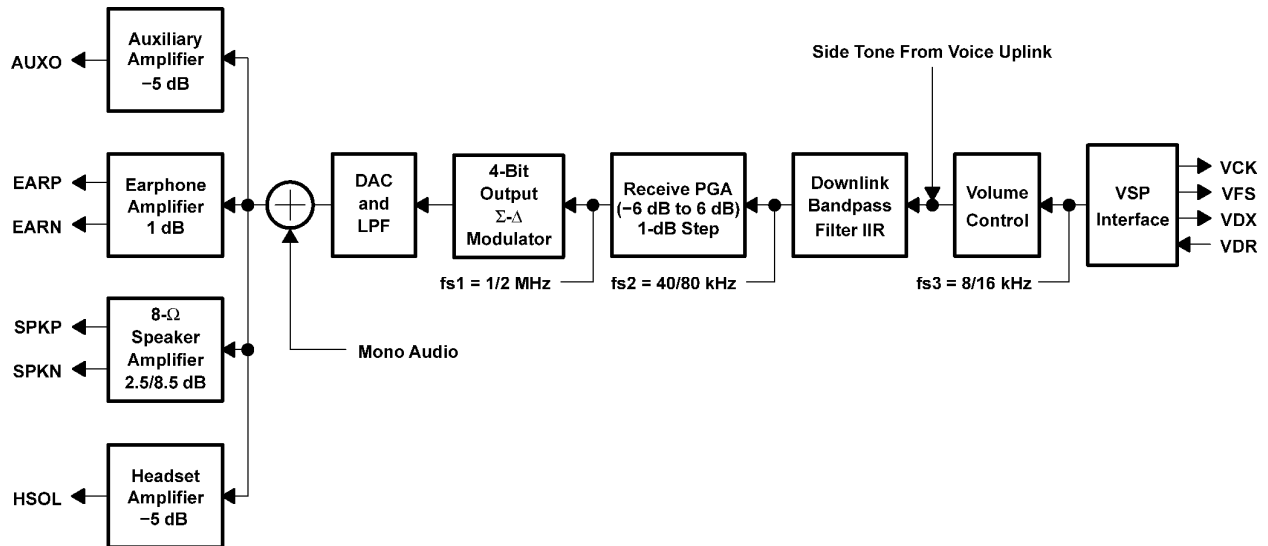 AUXO
Auxiliary
Amplifier
−5 dB
Side Tone From Voice Uplink
EARP
EARN
Earphone
Amplifier
1 dB
DAC
and
LPF
4-Bit
Output
Σ-Δ
Modulator
Receive PGA
(−6 dB to 6 dB)
1-dB Step
Downlink
Bandpass
Filter IIR
Volume
Control
VSP
Interface
VCK
VFS
VDX
VDR
fs1 = 1/2 MHz
fs2 = 40/80 kHz
fs3 = 8/16 kHz
SPKP
SPKN
8-Ω
Speaker
Amplifier
2.5/8.5 dB
Mono Audio
HSOL
Headset
Amplifier
−5 dB